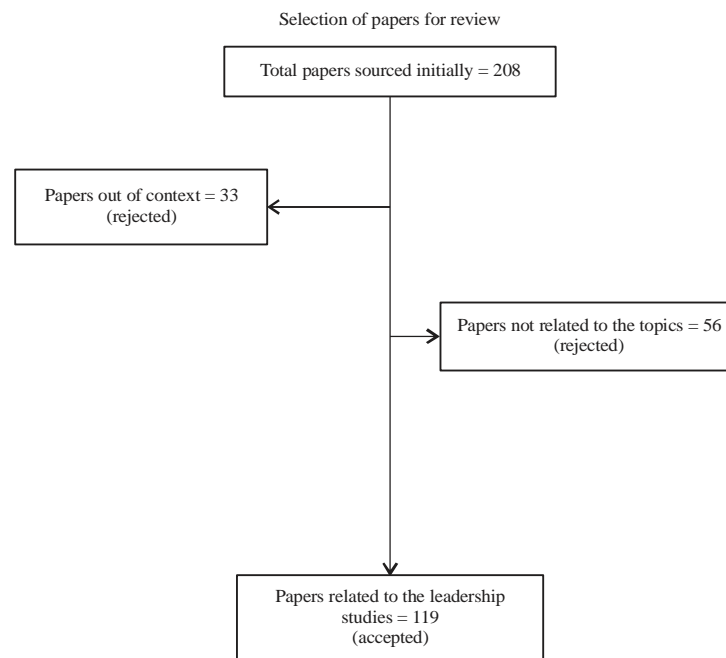 Selection of papers for review
Total papers sourced initially = 208
Papers out of context = 33
(rejected)
Papers not related to the topics = 56
(rejected)
Papers related to the leadership
studies = 119
(accepted)